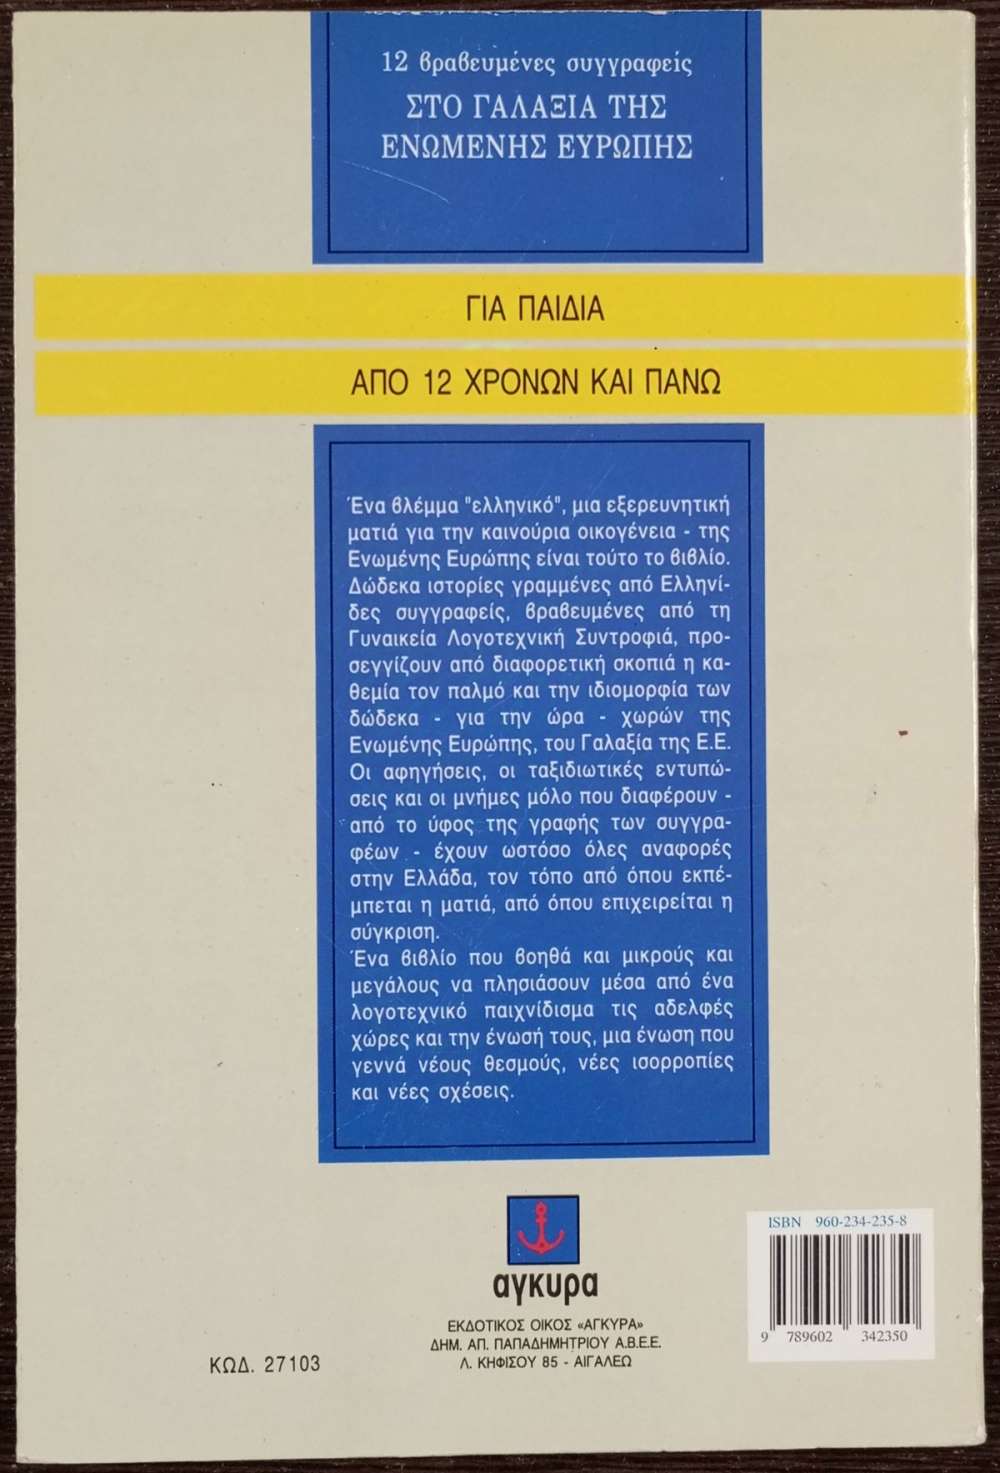 12 βραβευμένες συγγραφείς
ΣΤΟ ΓΑΛΑΞΙΑ ΤΗΣ
ΕΝΩΜΕΝΗΣ ΕΥΡΩΠΗΣ
ΓΙΑ ΠΑΙΔΙΑ
ΑΠΟ 12 ΧΡΟΝΩΝ ΚΑΙ ΠΑΝΩ
Ένα βλέμμα "ελληνικό", μια εξερευνητική
ματιά για την καινούρια οικογένεια - της
Ενωμένης Ευρώπης είναι τούτο το βιβλίο.
Δώδεκα ιστορίες γραμμένες από Ελληνί-
δες συγγραφείς, βραβευμένες από τη
Γυναικεία Λογοτεχνική Συντροφιά, προ-
σεγγίζουν από διαφορετική σκοπιά η κα-
θεμία τον παλμό και την ιδιομορφία των
δώδεκα - για την ώρα - χωρών της
Ενωμένης Ευρώπης, του Γαλαξία της Ε.Ε.
Οι αφηγήσεις, οι ταξιδιωτικές εντυπώ-
σεις και οι μνήμες μόλο που διαφέρουν -
από το ύφος της γραφής των συγγρα-
φέων - έχουν ωστόσο όλες αναφορές
στην Ελλάδα, τον τόπο από όπου εκπέ-
μπεται η ματιά, από όπου επιχειρείται η
σύγκριση.
Ένα βιβλίο που βοηθά και μικρούς και
μεγάλους να πλησιάσουν μέσα από ένα
λογοτεχνικό παιχνίδισμα τις αδελφές
χώρες και την ένωσή τους, μια ένωση που
γεννά νέους θεσμούς, νέες ισορροπίες
και νέες σχέσεις.
αγκυρα
ΕΚΔΟΤΙΚΟΣ ΟΙΚΟΣ «ΑΓΚΥΡΑ»
ΔΗΜ. ΑΠ. ΠΑΠΑΔΗΜΗΤΡΙΟΥ Α.Β.Ε.Ε.
Λ. ΚΗΦΙΣΟΥ 85 - ΑΙΓΑΛΕΩ
ΚΩΔ. 27103
ISBN 960-234-235-8
9 789602 342350